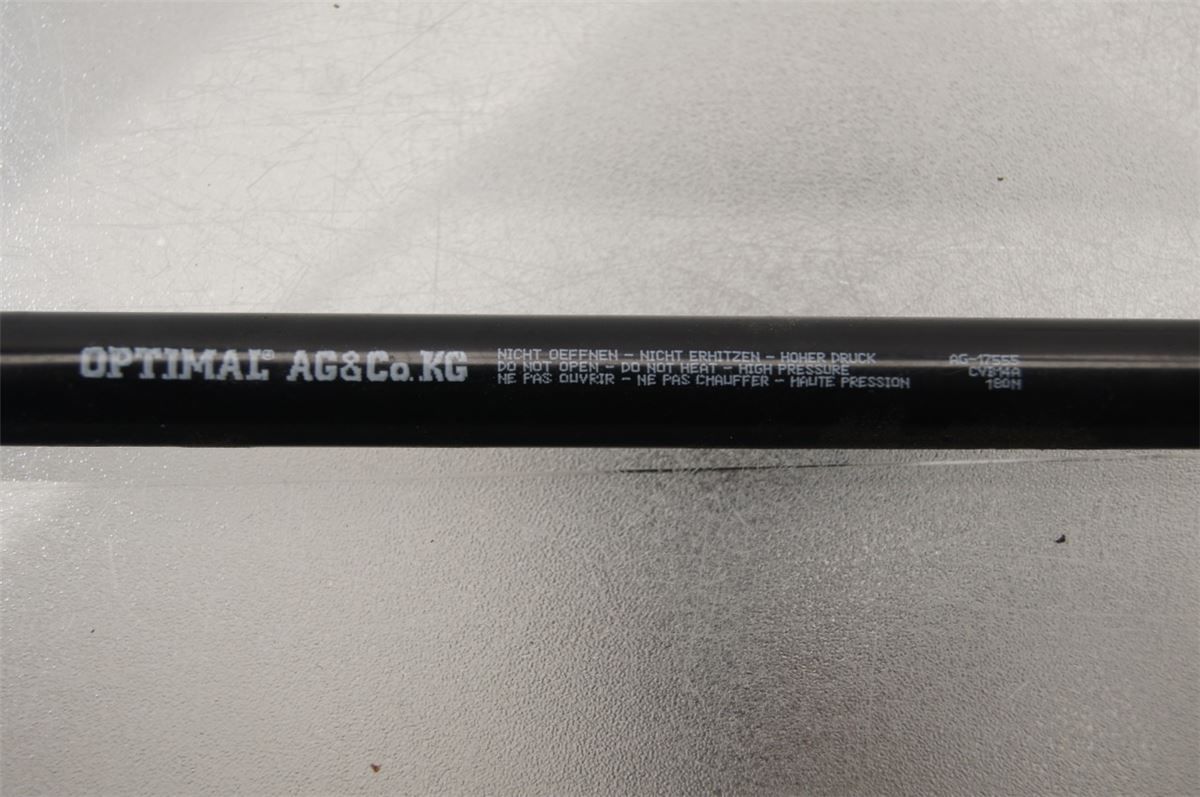 OPTIMAL® AG&Co.KG
NICHT OEFFNEN - NICHT ERHITZEN - HOHER DRUCK
DO NOT OPEN - DO NOT HEAT - HIGH PRESSURE
NE PAS OUVRIR - NE PAS CHAUFFER - HAUTE PRESSION
AG-17555
CYB14A
180N